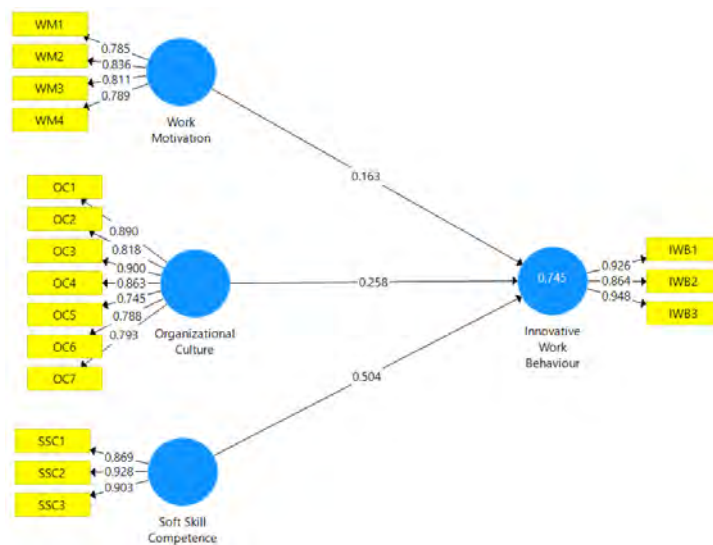 WM1
WM2
WM3
WM4
0.785
0.836
0.811
0.789
Work
Motivation
0.163
OC1
OC2
OC3
OC4
OC5
OC6
OC7
0.890
0.818
0.900
0.863
0.745
0.788
0.793
Organizational
Culture
0.258
SSC1
SSC2
SSC3
0.869
0.928
0.903
Soft Skill
Competence
0.504
0.745
Innovative
Work
Behaviour
0.926
0.864
0.948
IWB1
IWB2
IWB3